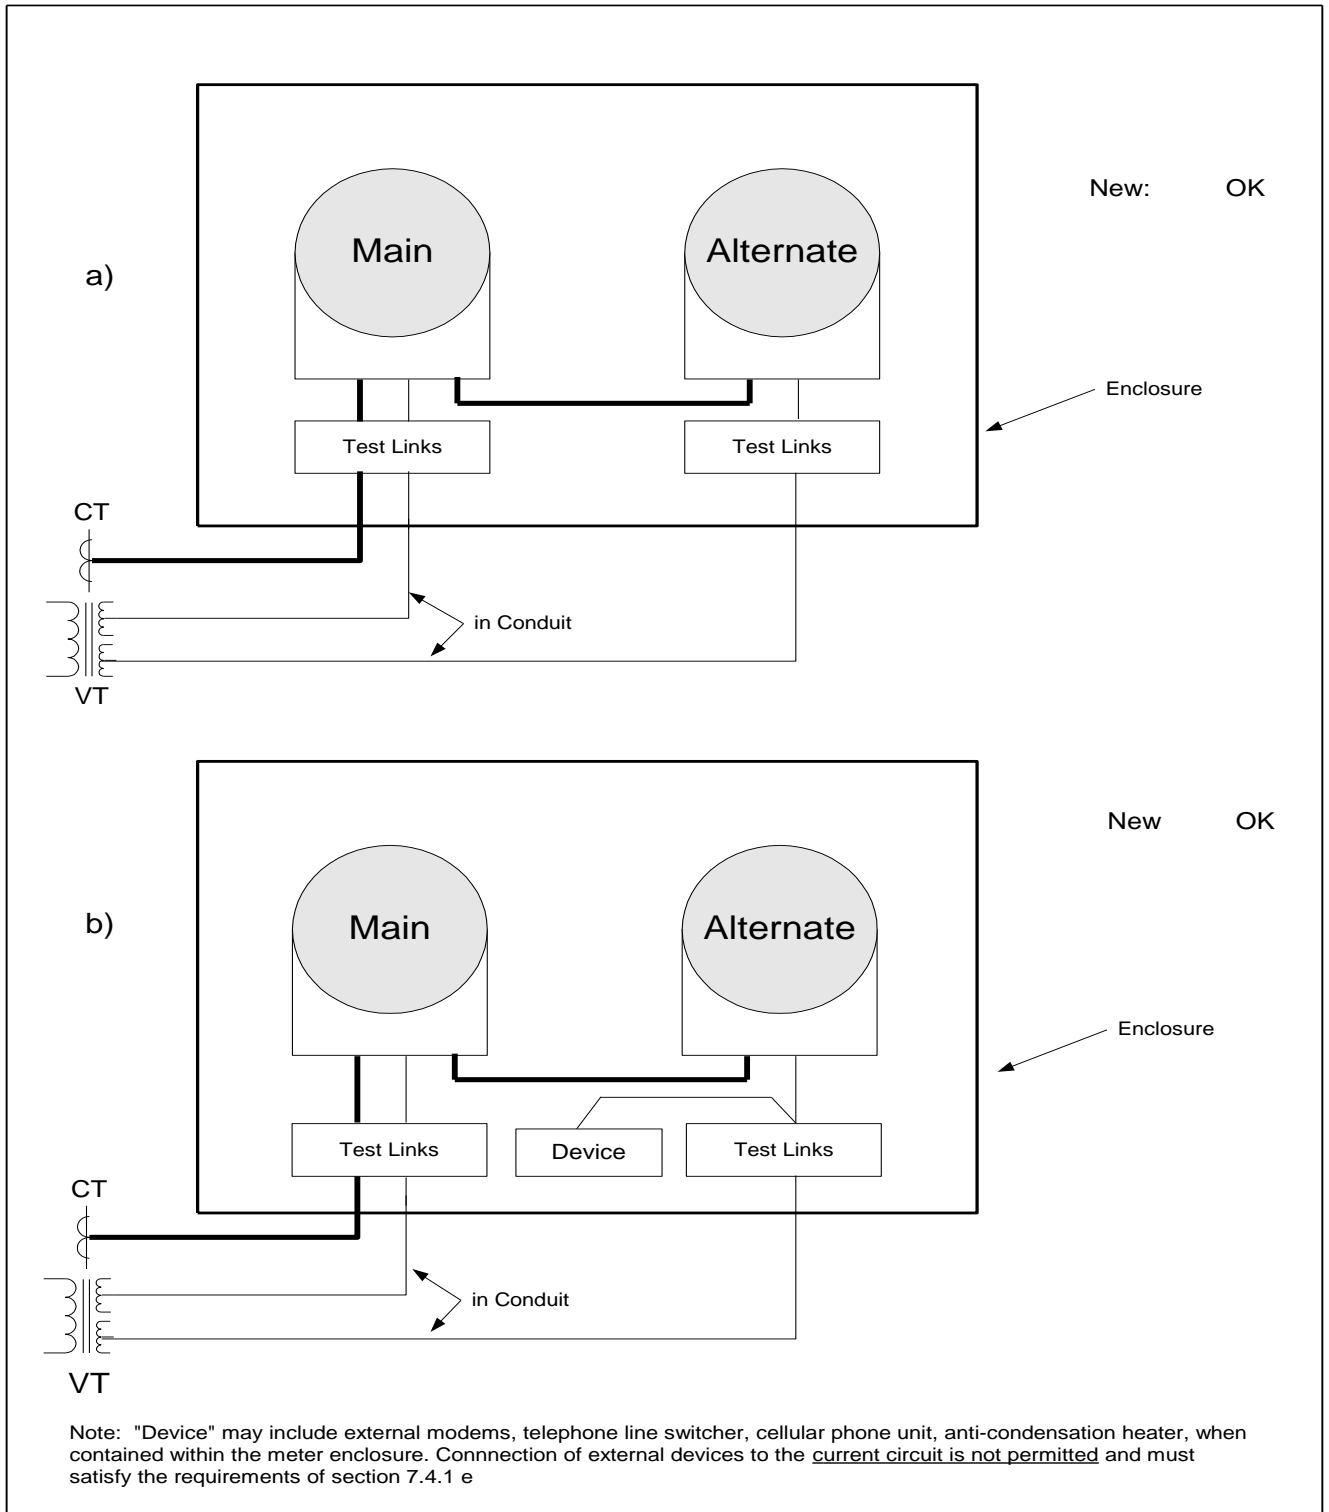 New: OK
Main
Alternate
a)
Enclosure
Test Links
Test Links
CT
in Conduit
VT
New OK
Main
Alternate
b)
Enclosure
Test Links
Device
Test Links
CT
in Conduit
VT
Note: "Device" may include external modems, telephone line switcher, cellular phone unit, anti-condensation heater, when
contained within the meter enclosure. Connnection of external devices to the current circuit is not permitted and must
satisfy the requirements of section 7.4.1 e